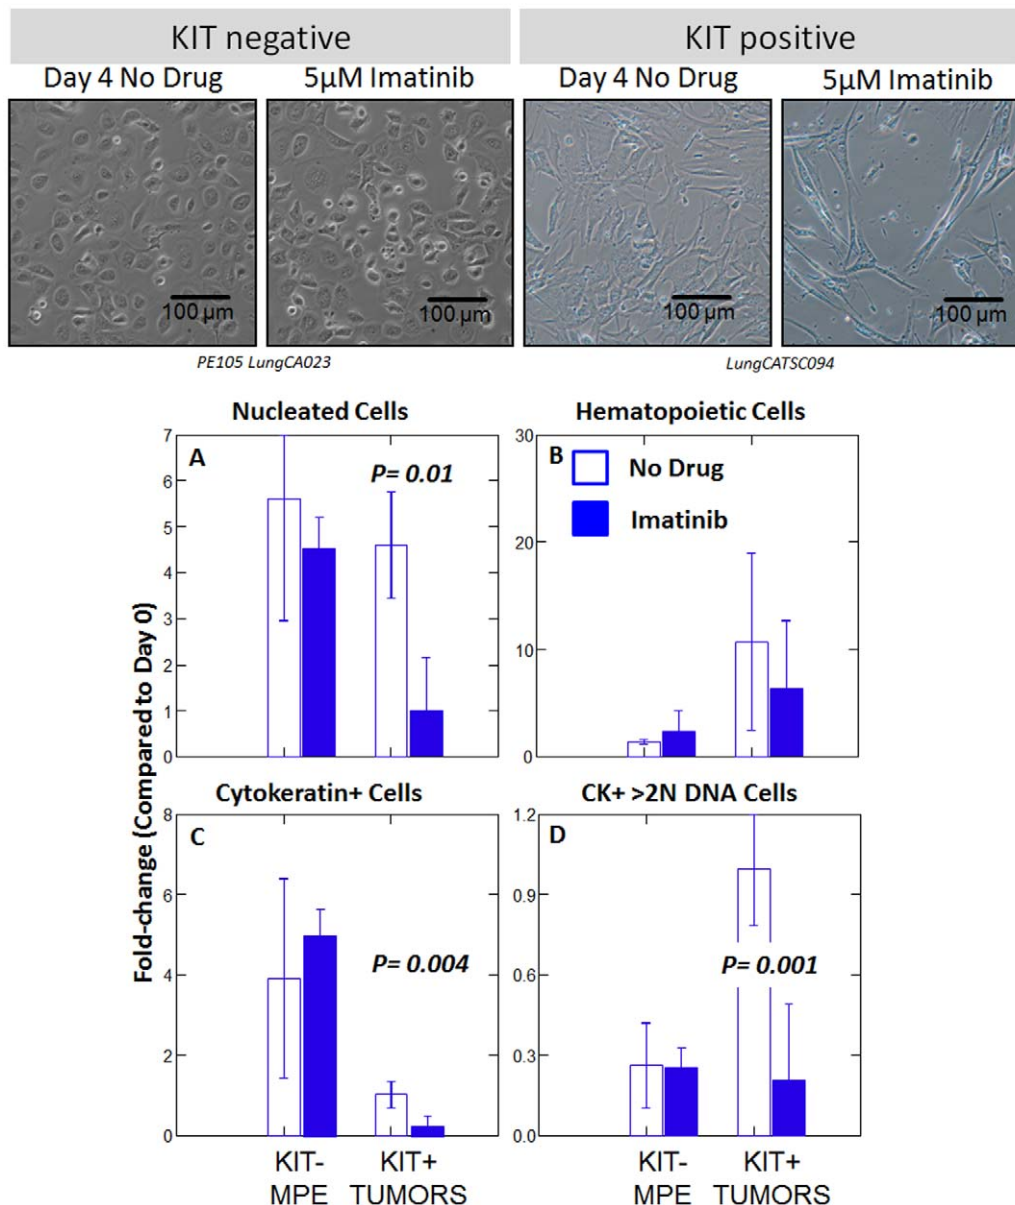 KIT negative
KIT positive
Day 4 No Drug
5µM Imatinib
Day 4 No Drug
5µM Imatinib
100 µm
100 µm
100 µm
100 µm
PE105 LungCA023
LungCATSC094
Nucleated Cells
Hematopoietic Cells
7
6
5
4
3
2
1
0
A
P= 0.01
30
20
10
0
B
No Drug
Imatinib
Fold-change (Compared to Day 0)
Cytokeratin+ Cells
CK+ >2N DNA Cells
8
6
4
2
0
C
P= 0.004
1.2
0.9
0.6
0.3
0.0
D
P= 0.001
KIT-
MPE
KIT+
TUMORS
KIT-
MPE
KIT+
TUMORS